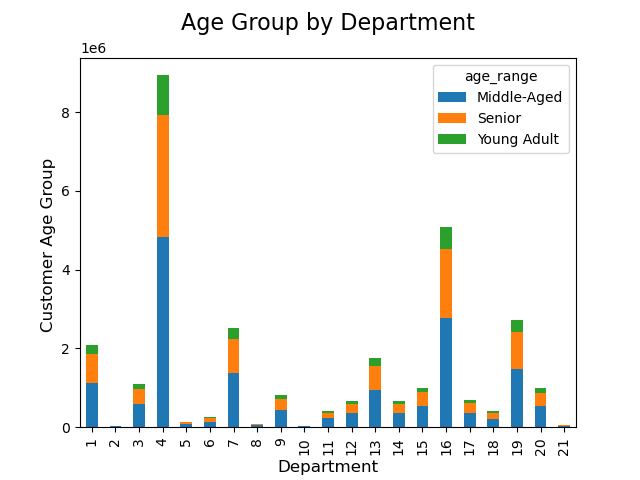 Age Group by Department
1e6
age_range
Middle-Aged
Senior
Young Adult
8
6
4
2
0
Customer Age Group
1 2 3 4 5 6 7 8 9 10 11 12 13 14 15 16 17 18 19 20 21
Department